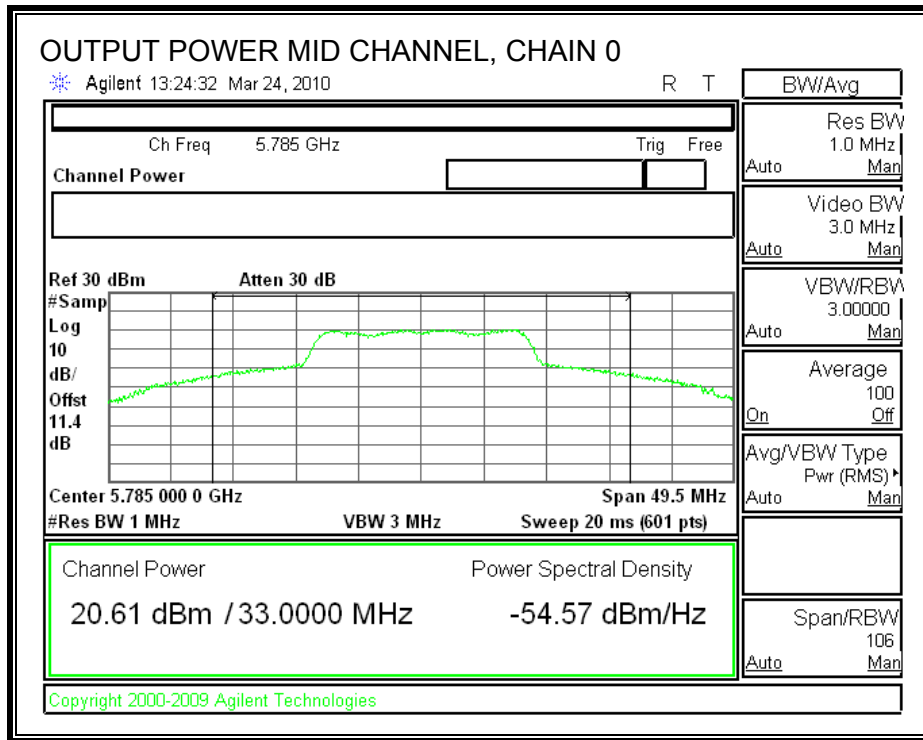 OUTPUT POWER MID CHANNEL, CHAIN 0
Agilent 13:24:32 Mar 24, 2010 R T
Ch Freq 5.785 GHz Trig Free
Channel Power
Ref 30 dBm Atten 30 dB
#Samp
Log
10
dB/
Offst
11.4
dB
Center 5.785 000 0 GHz Span 49.5 MHz
#Res BW 1 MHz VBW 3 MHz Sweep 20 ms (601 pts)
Channel Power Power Spectral Density
20.61 dBm / 33.0000 MHz -54.57 dBm/Hz
Copyright 2000-2009 Agilent Technologies
BW/Avg
Res BW
1.0 MHz
Auto Man
Video BW
3.0 MHz
Auto Man
VBW/RBW
3.00000
Auto Man
Average
100
On Off
Avg/VBW Type
Pwr (RMS)
Auto Man
Span/RBW
106
Auto Man